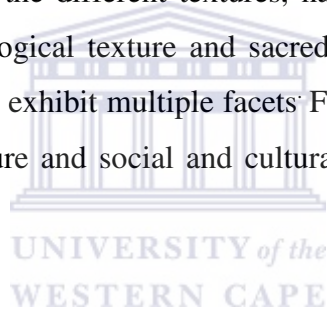 the different textures,
ogical texture and sacred
exhibit multiple facets. F
ure and social and cultura
UNIVERSITY of the
WESTERN CAPE